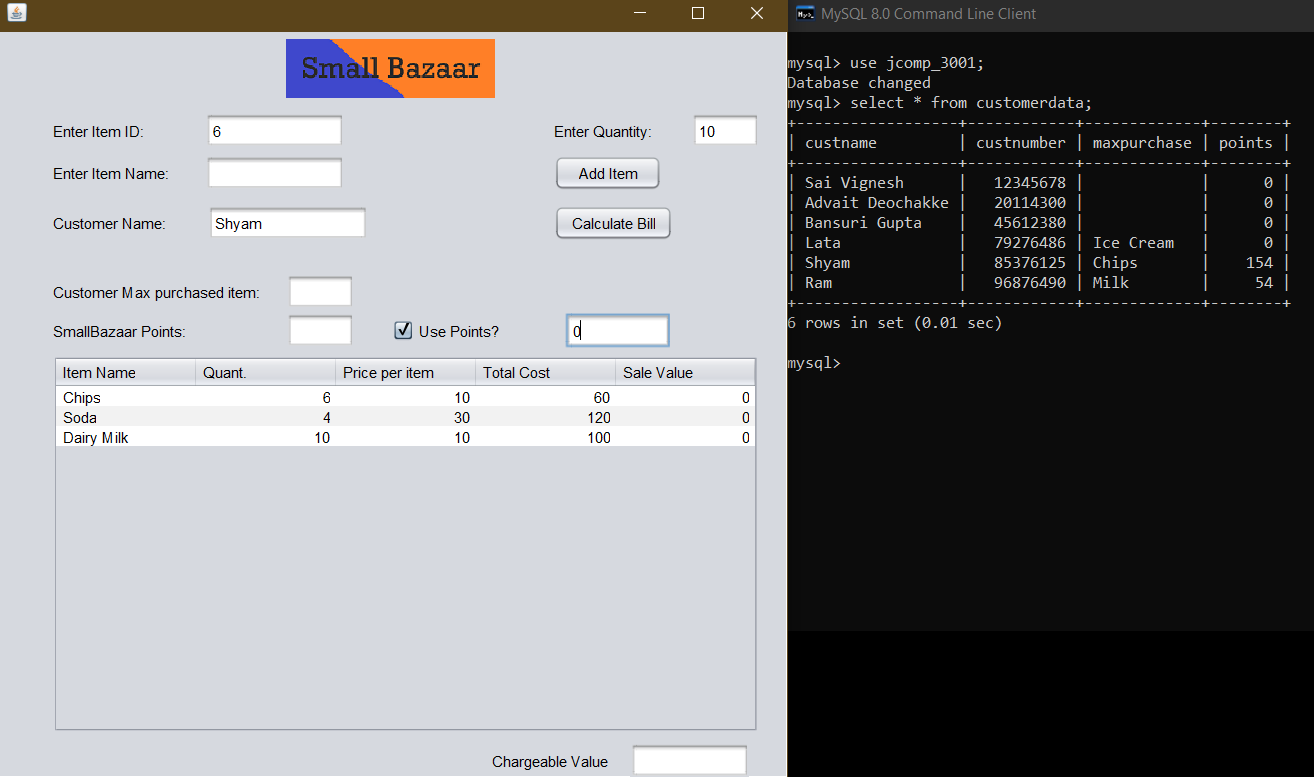 Small Bazaar
Enter Item ID: 6 Enter Quantity: 10
Enter Item Name: Add Item
Customer Name: Shyam Calculate Bill
Customer Max purchased item:
SmallBazaar Points: Use Points? 0
Item Name Quant. Price per item Total Cost Sale Value
Chips 6 10 60 0
Soda 4 30 120 0
Dairy Milk 10 10 100 0
Chargeable Value
MySQL 8.0 Command Line Client
mysql> use jcomp_3001;
Database changed
mysql> select * from customerdata;
+------------------+------------+-------------+--------+
| custname         | custnumber | maxpurchase | points |
+------------------+------------+-------------+--------+
| Sai Vignesh      |   12345678 |             |      0 |
| Advait Deochakke |   20114300 |             |      0 |
| Bansuri Gupta    |   45612380 |             |      0 |
| Lata             |   79276486 | Ice Cream   |      0 |
| Shyam            |   85376125 | Chips       |    154 |
| Ram              |   96876490 | Milk        |     54 |
+------------------+------------+-------------+--------+
6 rows in set (0.01 sec)
mysql>